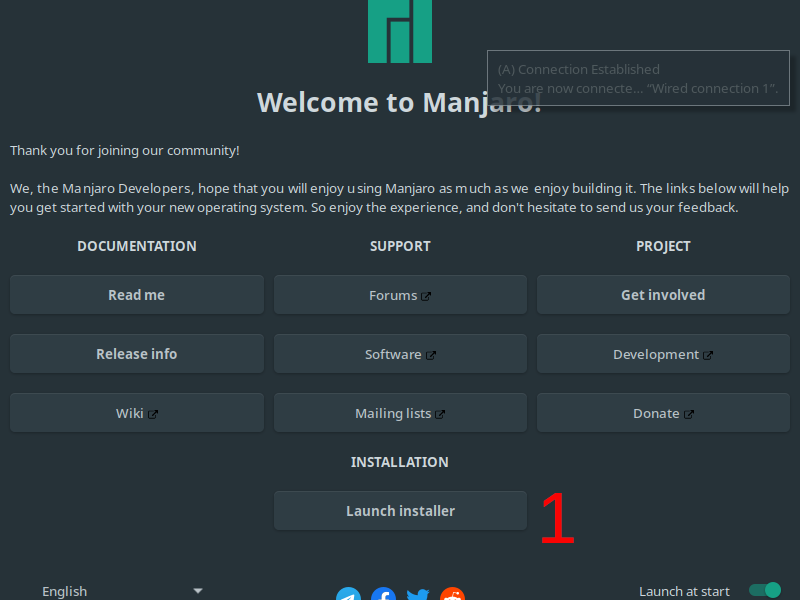 (A) Connection Established
You are now connecte... “Wired connection 1”.
Welcome to Manjaro!
Thank you for joining our community!
We, the Manjaro Developers, hope that you will enjoy using Manjaro as much as we enjoy building it. The links below will help
you get started with your new operating system. So enjoy the experience, and don't hesitate to send us your feedback.
DOCUMENTATION SUPPORT PROJECT
Read me Forums Get involved
Release info Software Development
Wiki Mailing lists Donate
INSTALLATION
Launch installer 1
English Launch at start